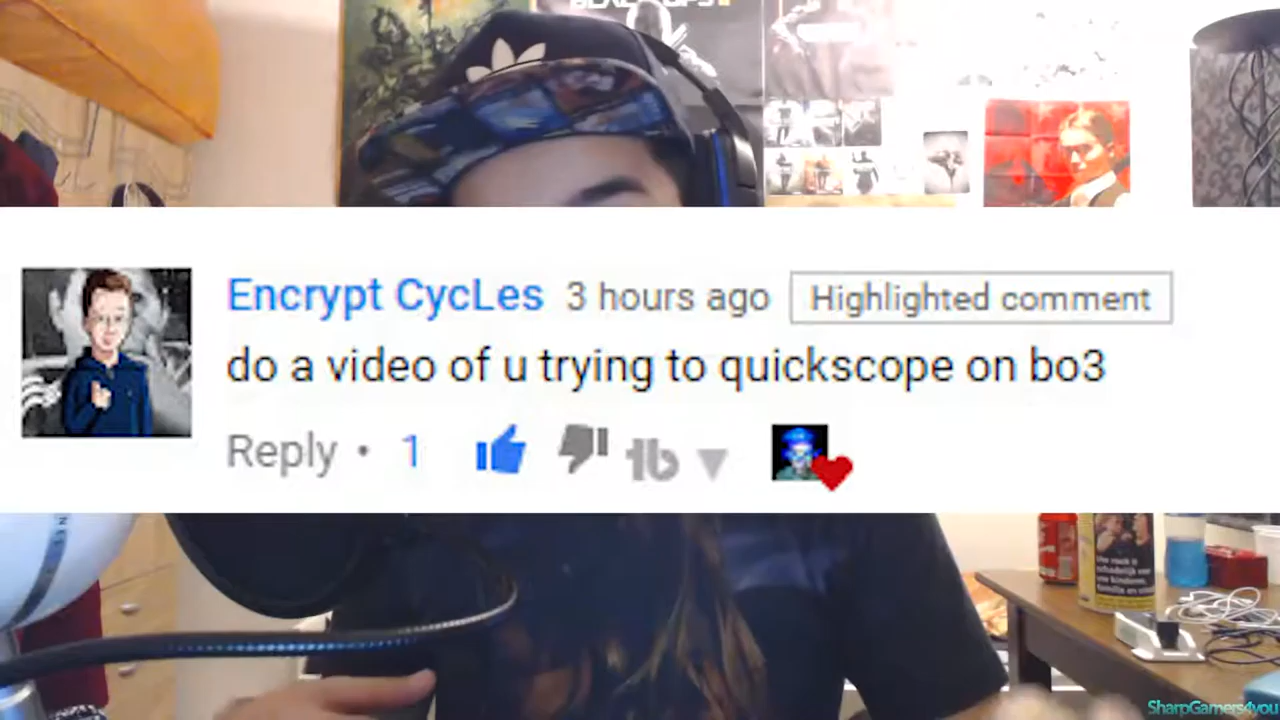 Encrypt CycLes 3 hours ago Highlighted comment
do a video of u trying to quickscope on bo3
Reply • 1
SharpGamers4you